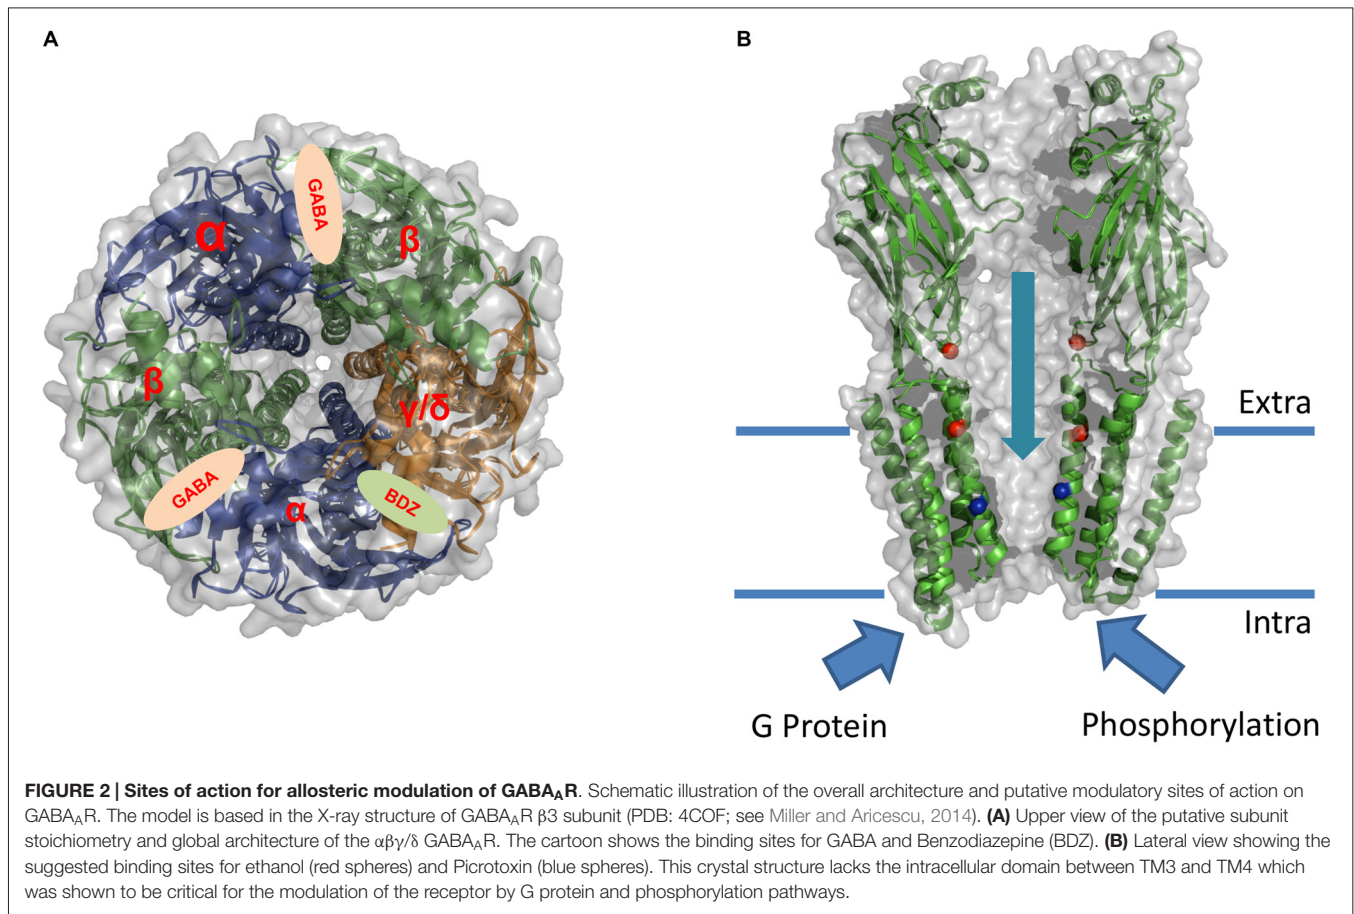 A
B
GABA
α
β
β
γ/δ
GABA
α
BDZ
Extra
Intra
G Protein
Phosphorylation
FIGURE 2 | Sites of action for allosteric modulation of GABA_AR. Schematic illustration of the overall architecture and putative modulatory sites of action on
GABA_AR. The model is based in the X-ray structure of GABA_AR β3 subunit (PDB: 4COF; see Miller and Aricescu, 2014). (A) Upper view of the putative subunit
stoichiometry and global architecture of the αβγ/δ GABA_AR. The cartoon shows the binding sites for GABA and Benzodiazepine (BDZ). (B) Lateral view showing the
suggested binding sites for ethanol (red spheres) and Picrotoxin (blue spheres). This crystal structure lacks the intracellular domain between TM3 and TM4 which
was shown to be critical for the modulation of the receptor by G protein and phosphorylation pathways.